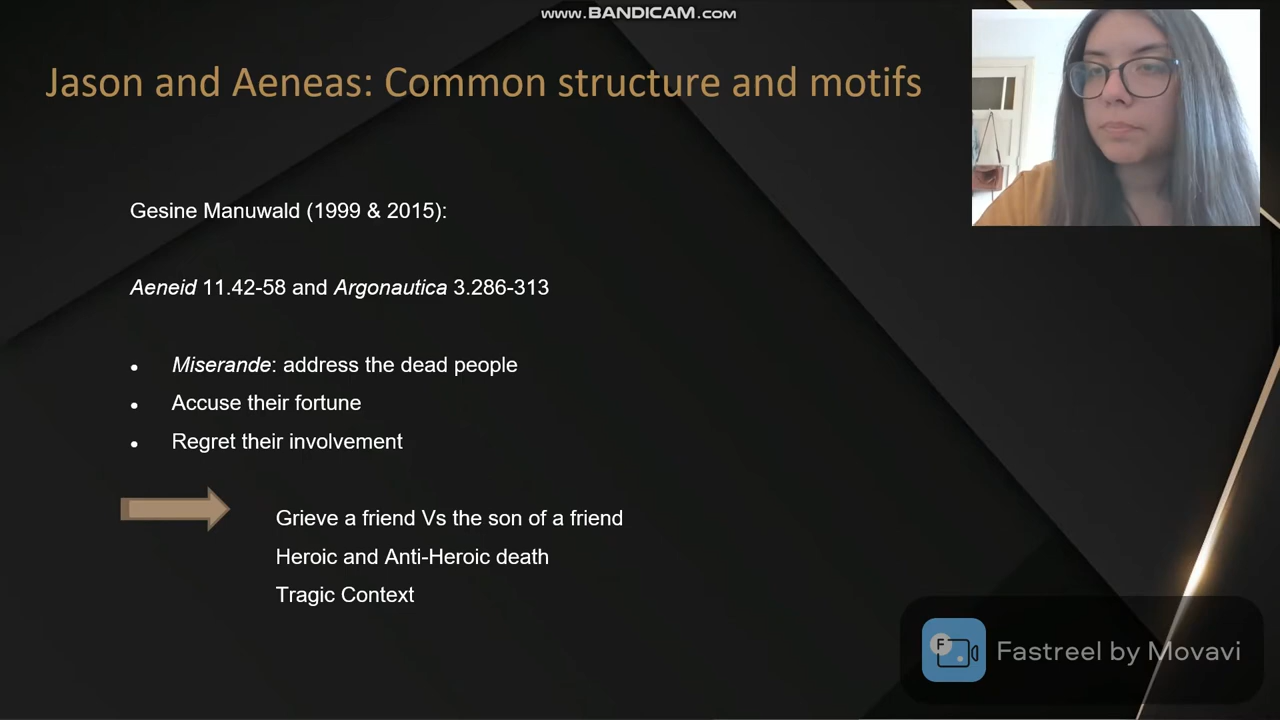 www.BANDICAM.com
Jason and Aeneas: Common structure and motifs
Gesine Manuwald (1999 & 2015):
Aeneid 11.42-58 and Argonautica 3.286-313
• Miserande: address the dead people
• Accuse their fortune
• Regret their involvement
Grieve a friend Vs the son of a friend
Heroic and Anti-Heroic death
Tragic Context
F
Fastreel by Movavi